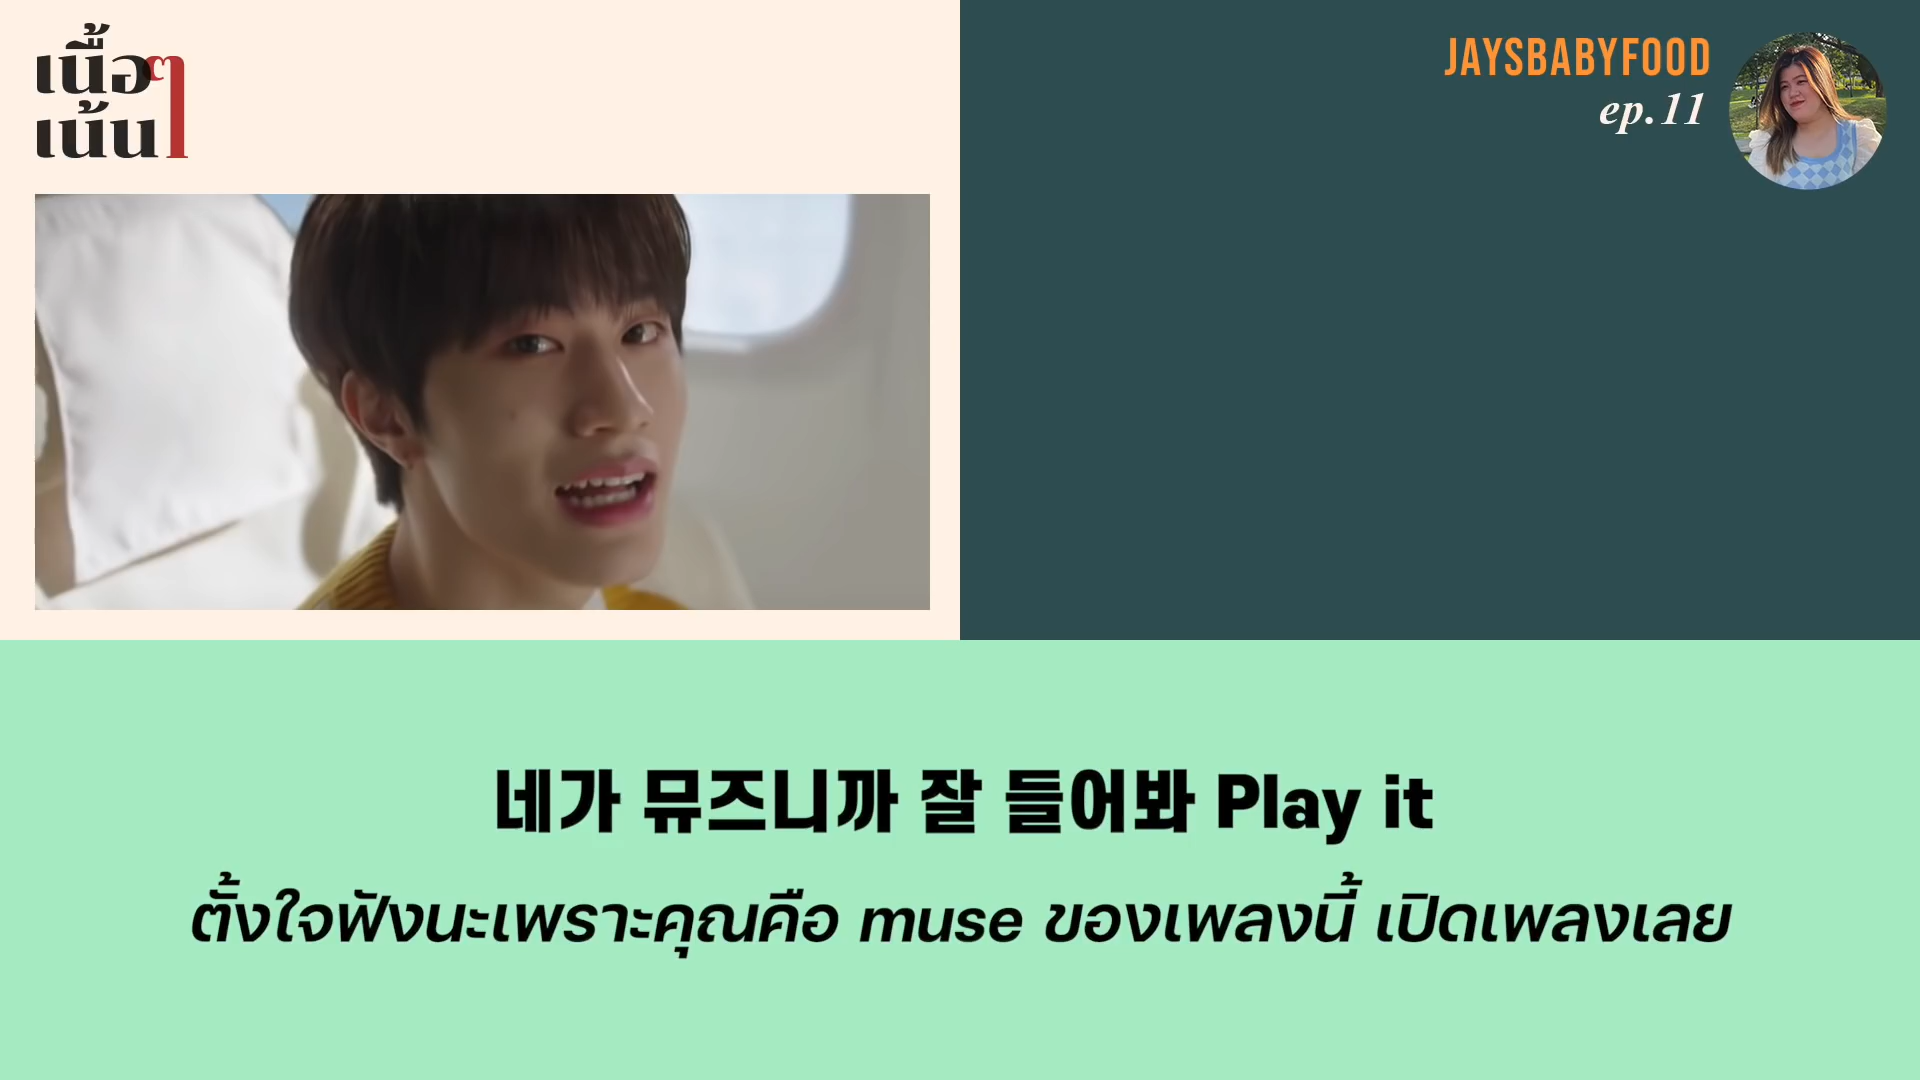 เนื้อๆ
เน้นๆ
JAYSBABYFOOD
ep.11
네가 뮤즈니까 잘 들어봐 Play it
ตั้งใจฟังนะเพราะคุณคือ muse ของเพลงนี้ เปิดเพลงเลย